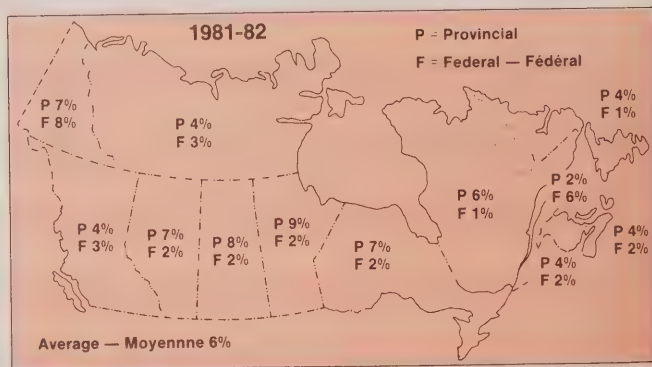 1981-82
P = Provincial
F = Federal — Fédéral
P 7%
F 8%
P 4%
F 3%
P 4%
F 1%
P 4%
F 3%
P 7%
F 2%
P 8%
F 2%
P 9%
F 2%
P 7%
F 2%
P 6%
F 1%
P 2%
F 6%
P 4%
F 2%
P 4%
F 2%
Average — Moyennne 6%